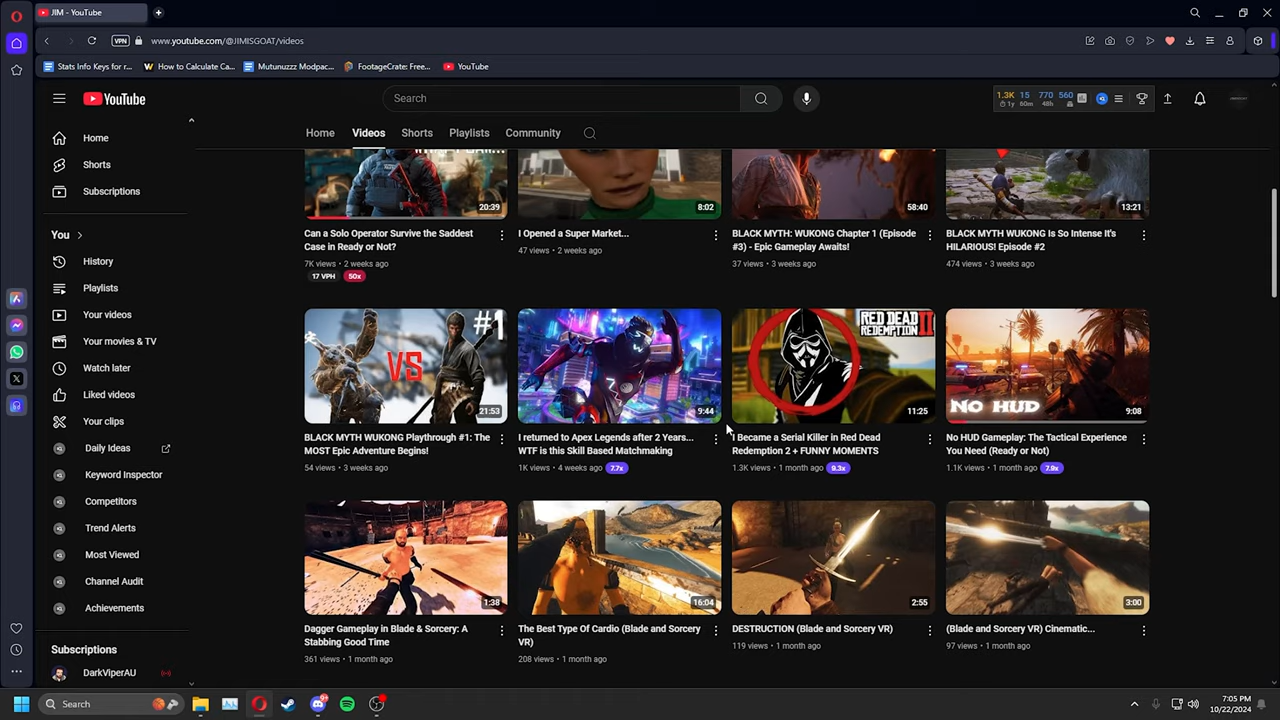 JIM - YouTube
VPN
www.youtube.com/@JIMISGOAT/videos
Stats Info Keys for r...
How to Calculate Ca...
Mutunuzzz Modpac...
FootageCrate: Free...
YouTube
YouTube
Search
1.3K 15 770 560
1y 60m 48h
Home
Videos
Shorts
Playlists
Community
Home
Shorts
Subscriptions
You
History
Playlists
Your videos
Your movies & TV
Watch later
Liked videos
Your clips
Daily Ideas
Keyword Inspector
Competitors
Trend Alerts
Most Viewed
Channel Audit
Achievements
Subscriptions
DarkViperAU
20:39
Can a Solo Operator Survive the Saddest
Case in Ready or Not?
7K views • 2 weeks ago
17 VPH 50x
8:02
I Opened a Super Market...
47 views • 2 weeks ago
58:40
BLACK MYTH: WUKONG Chapter 1 (Episode
#3) - Epic Gameplay Awaits!
37 views • 3 weeks ago
13:21
BLACK MYTH WUKONG Is So Intense It's
HILARIOUS! Episode #2
474 views • 3 weeks ago
#1
VS
21:53
BLACK MYTH WUKONG Playthrough #1: The
MOST Epic Adventure Begins!
54 views • 3 weeks ago
9:44
I returned to Apex Legends after 2 Years...
WTF is this Skill Based Matchmaking
1K views • 4 weeks ago 7.7x
RED DEAD
REDEMPTION II
11:25
I Became a Serial Killer in Red Dead
Redemption 2 + FUNNY MOMENTS
1.3K views • 1 month ago 9.3x
NO HUD
9:08
No HUD Gameplay: The Tactical Experience
You Need (Ready or Not)
1.1K views • 1 month ago 7.9x
1:38
Dagger Gameplay in Blade & Sorcery: A
Stabbing Good Time
361 views • 1 month ago
16:04
The Best Type Of Cardio (Blade and Sorcery
VR)
208 views • 1 month ago
2:55
DESTRUCTION (Blade and Sorcery VR)
119 views • 1 month ago
3:00
(Blade and Sorcery VR) Cinematic...
97 views • 1 month ago
Search
7:05 PM
10/22/2024